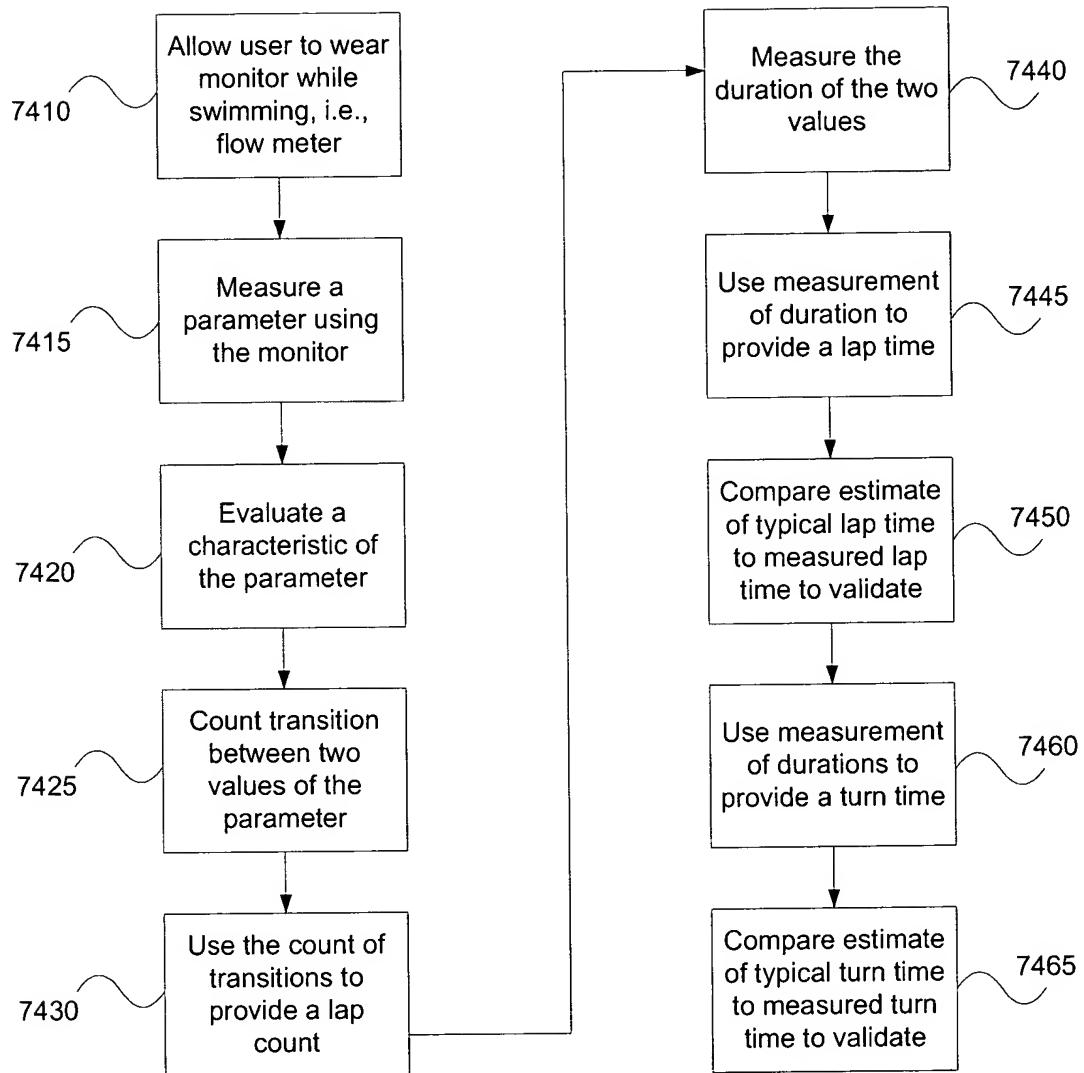 Allow user to wear
monitor while
swimming, i.e.,
flow meter
7410
Measure a
parameter using
the monitor
7415
Evaluate a
characteristic of
the parameter
7420
Count transition
between two
values of the
parameter
7425
Use the count of
transitions to
provide a lap
count
7430
Measure the
duration of the two
values
7440
Use measurement
of duration to
provide a lap time
7445
Compare estimate
of typical lap time
to measured lap
time to validate
7450
Use measurement
of durations to
provide a turn time
7460
Compare estimate
of typical turn time
to measured turn
time to validate
7465